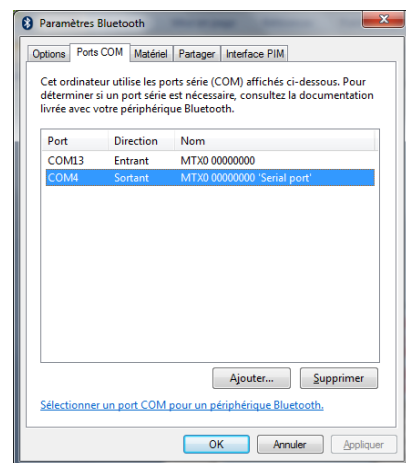 Paramètres Bluetooth
Options Ports COM Matériel Partager Interface PIM
Cet ordinateur utilise les ports série (COM) affichés ci-dessous. Pour
déterminer si un port série est nécessaire, consultez la documentation
livrée avec votre périphérique Bluetooth.
Port Direction Nom
COM13 Entrant MTX0 00000000
COM4 Sortant MTX0 00000000 'Serial port'
Ajouter... Supprimer
Sélectionner un port COM pour un périphérique Bluetooth.
OK Annuler Appliquer